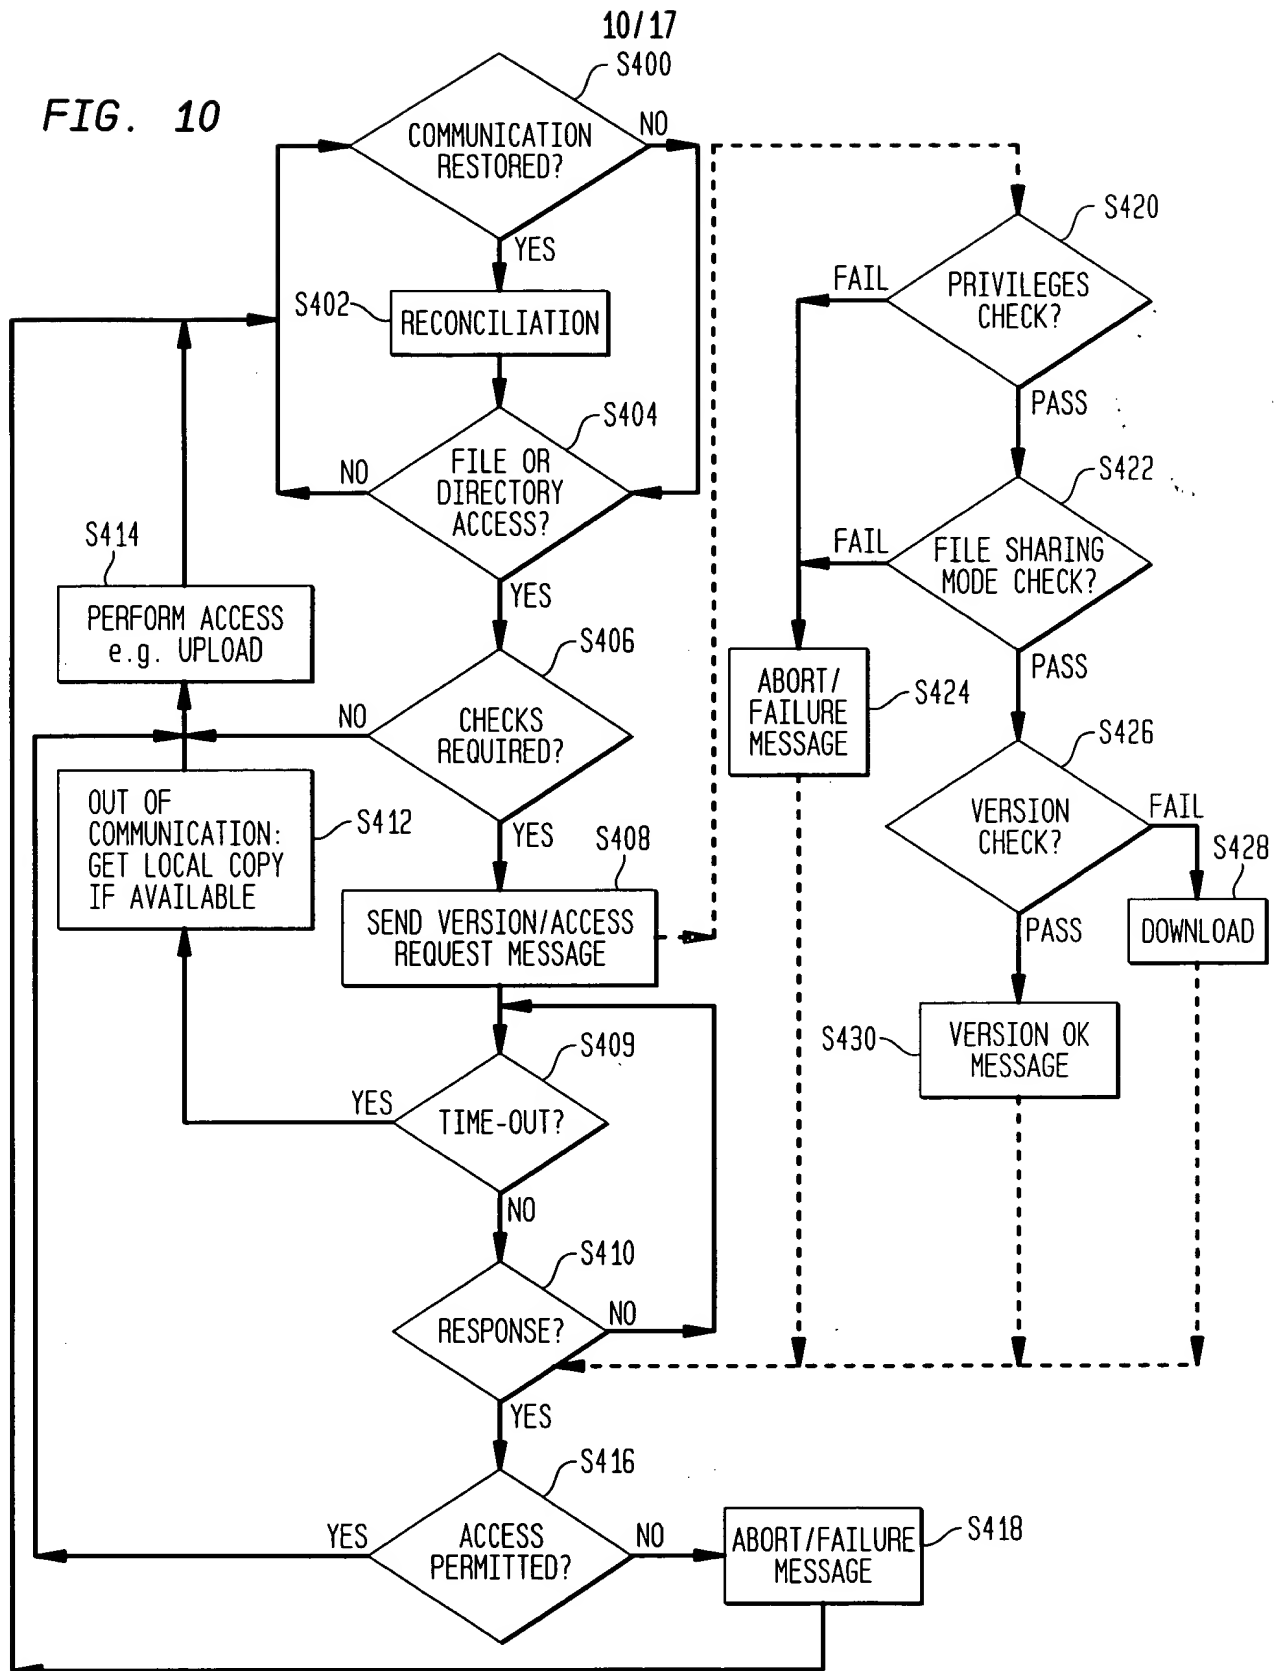 10/17
FIG. 10
S400
COMMUNICATION
RESTORED?
NO
YES
S402
RECONCILIATION
S404
FILE OR
DIRECTORY
ACCESS?
NO
YES
S414
PERFORM ACCESS
e.g. UPLOAD
S406
CHECKS
REQUIRED?
NO
YES
OUT OF
COMMUNICATION:
GET LOCAL COPY
IF AVAILABLE
S412
S408
SEND VERSION/ACCESS
REQUEST MESSAGE
S409
TIME-OUT?
YES
NO
S410
RESPONSE?
NO
YES
S416
ACCESS
PERMITTED?
YES
NO
ABORT/FAILURE
MESSAGE
S418
S420
PRIVILEGES
CHECK?
FAIL
PASS
S422
FILE SHARING
MODE CHECK?
FAIL
PASS
ABORT/
FAILURE
MESSAGE
S424
S426
VERSION
CHECK?
FAIL
PASS
S428
DOWNLOAD
S430
VERSION OK
MESSAGE